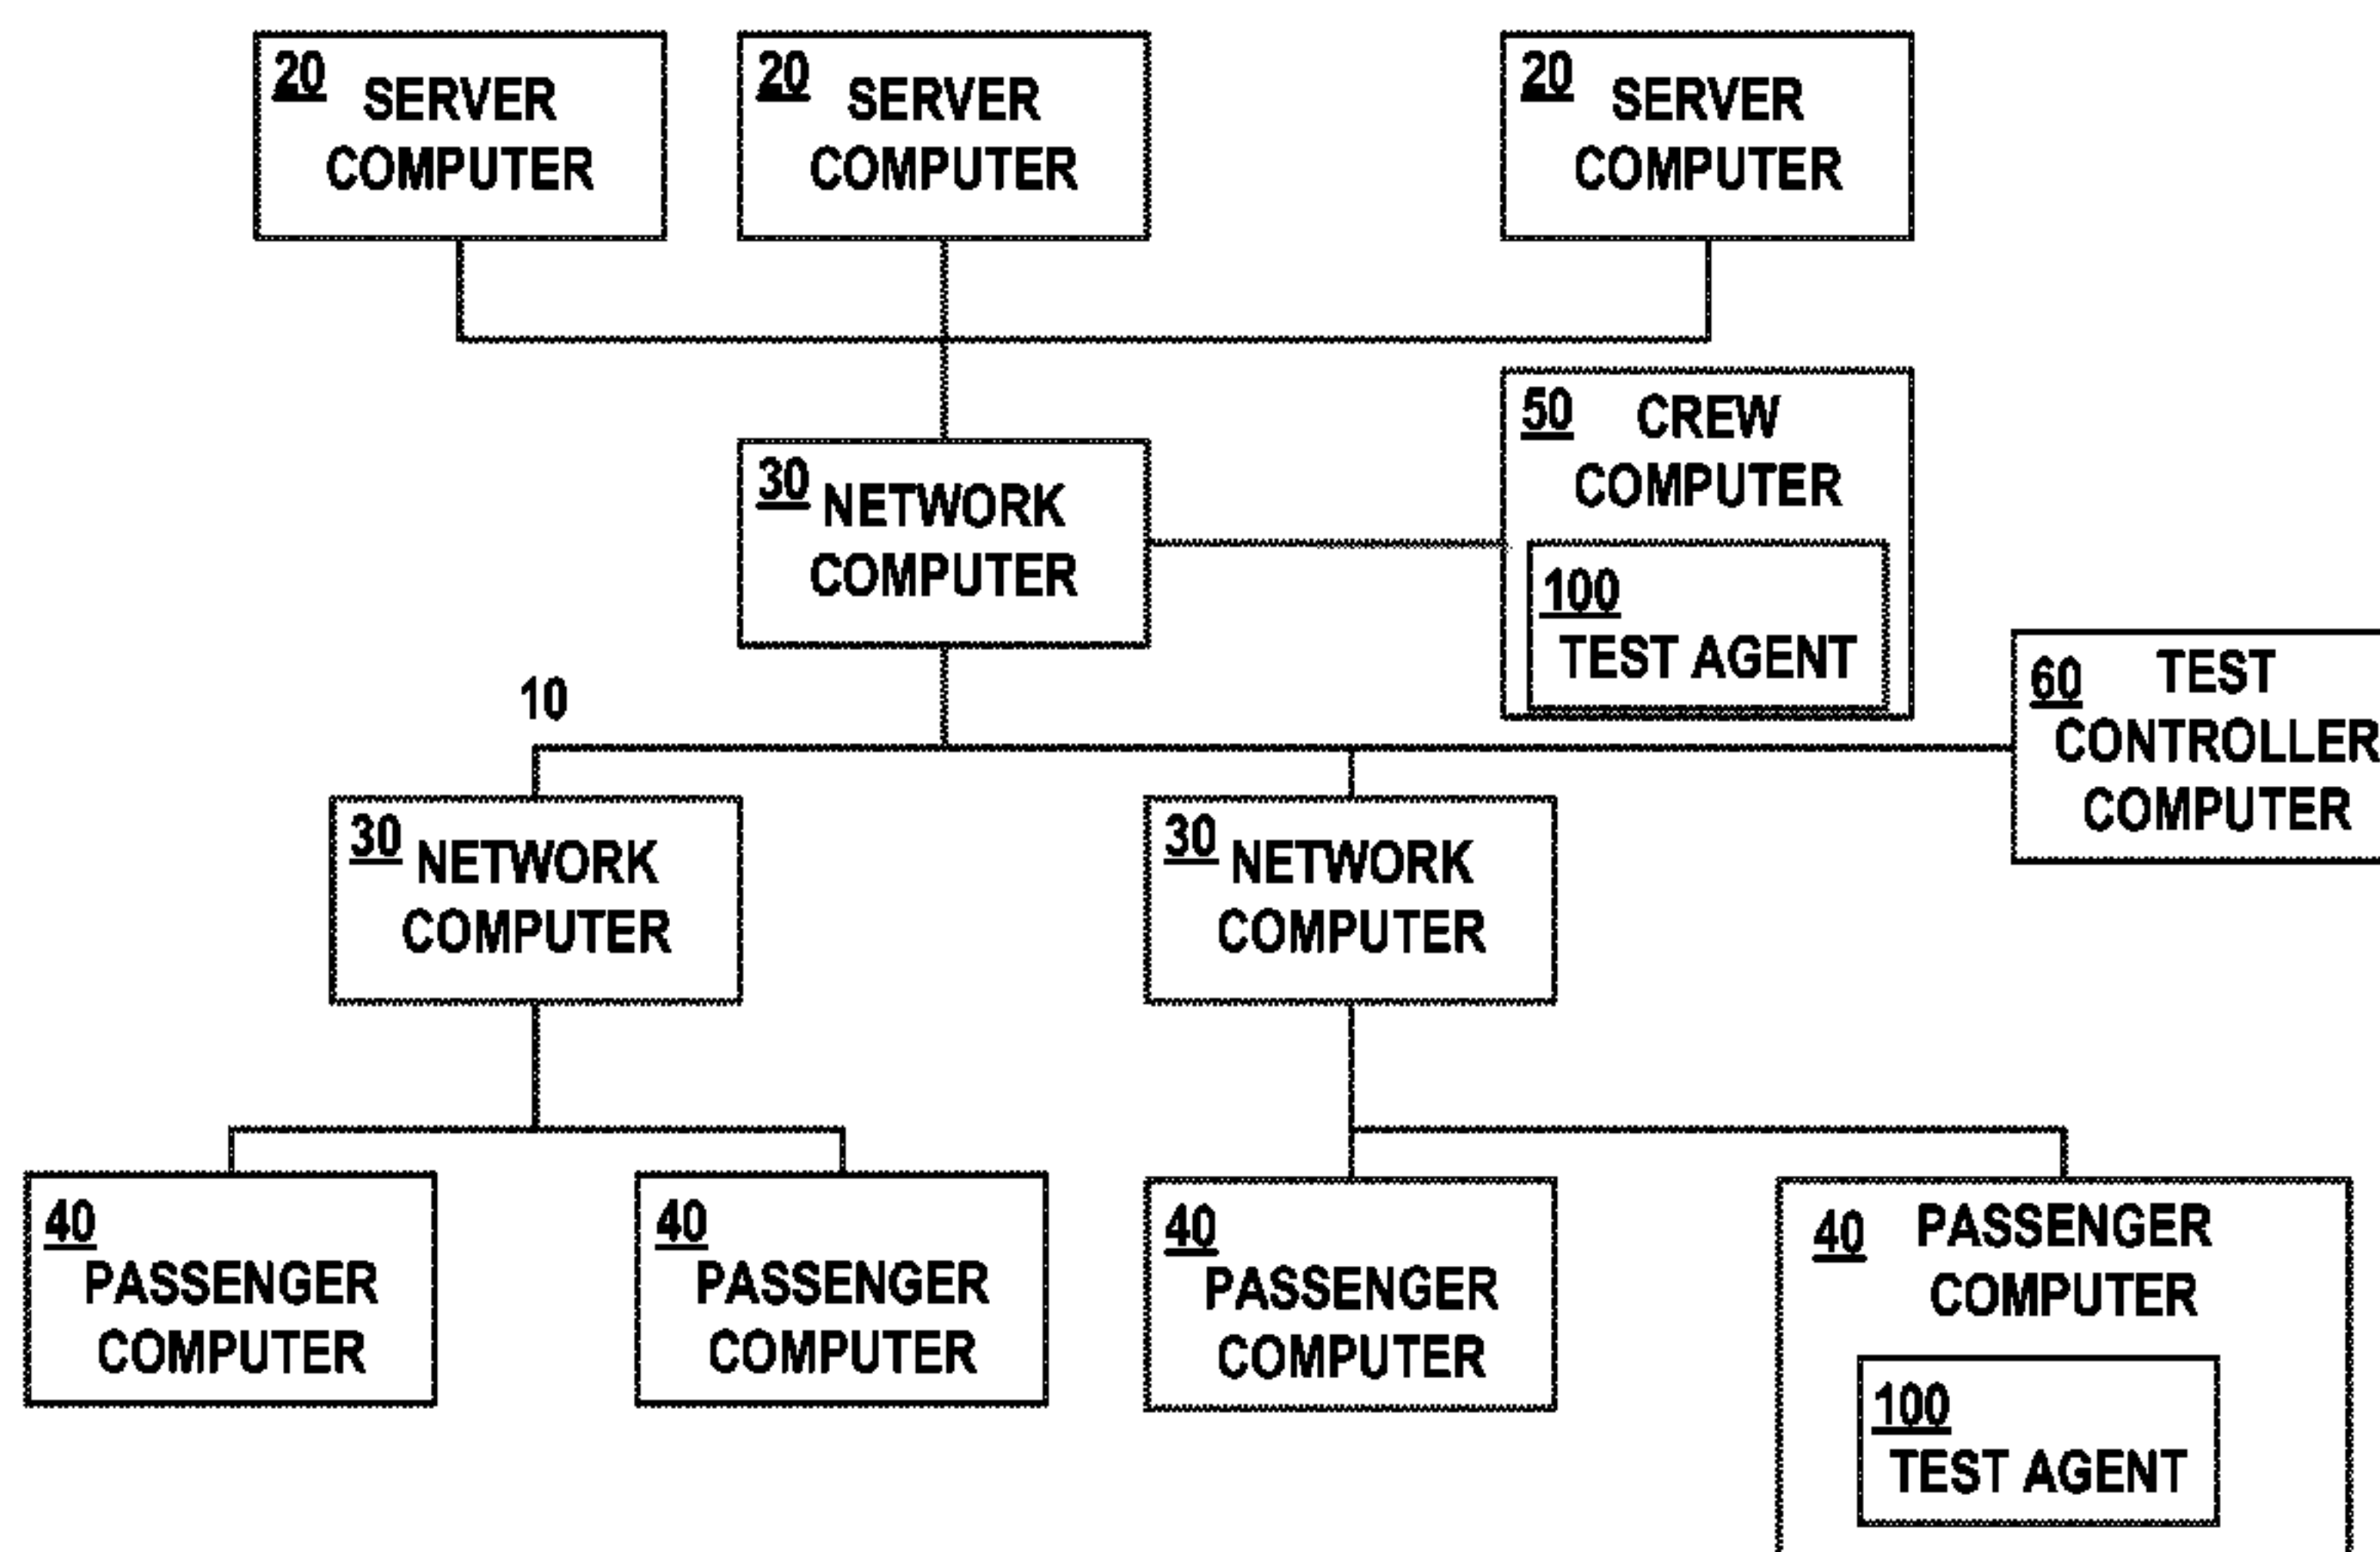 20 SERVER
COMPUTER
20 SERVER
COMPUTER
20 SERVER
COMPUTER
30 NETWORK
COMPUTER
50 CREW
COMPUTER
100
TEST AGENT
10
60 TEST
CONTROLLER
COMPUTER
30 NETWORK
COMPUTER
30 NETWORK
COMPUTER
40
PASSENGER
COMPUTER
40
PASSENGER
COMPUTER
40
PASSENGER
COMPUTER
40 PASSENGER
COMPUTER
100
TEST AGENT